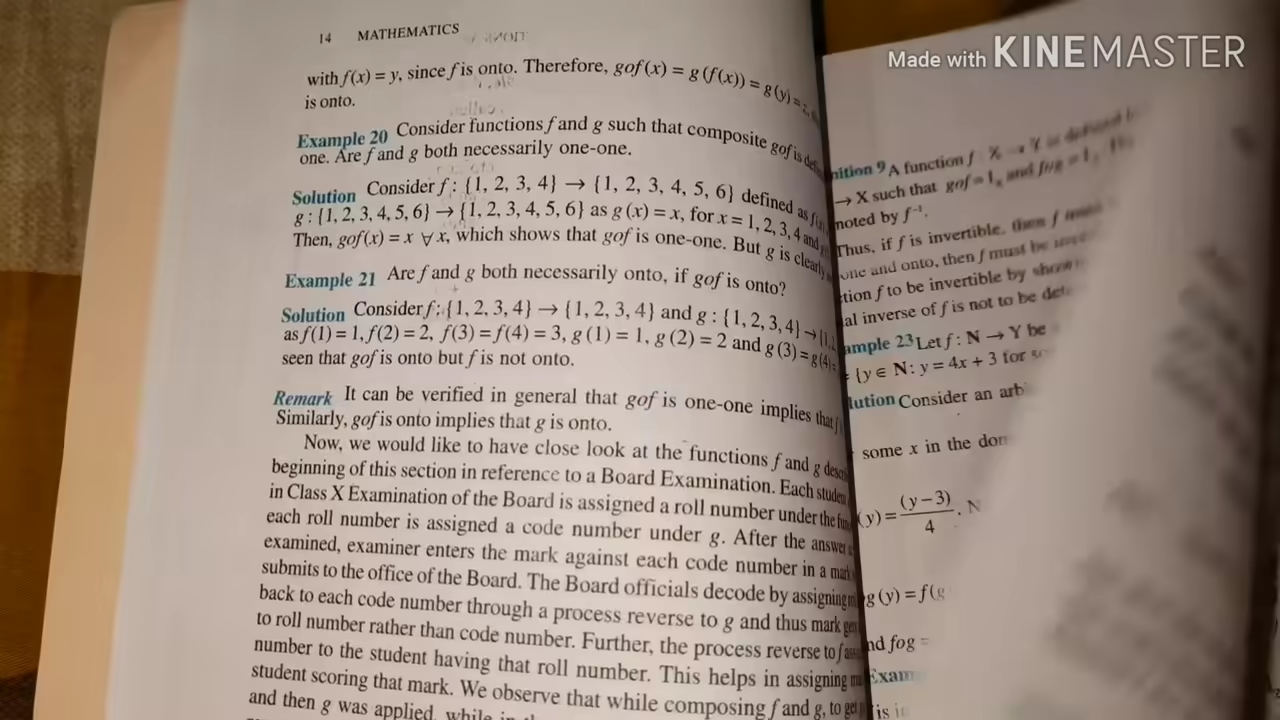 14 MATHEMATICS
with f(x) = y, since f is onto. Therefore, gof(x) = g(f(x)) = g(y) =
is onto.
Example 20 Consider functions f and g such that composite gof is
one. Are f and g both necessarily one-one.
Solution Consider f : {1, 2, 3, 4} → {1, 2, 3, 4, 5, 6} defined as
g : {1, 2, 3, 4, 5, 6} → {1, 2, 3, 4, 5, 6} as g (x) = x, for x = 1, 2, 3, 4 and
Then, gof(x) = x ∀ x, which shows that gof is one-one. But g is clearly
Example 21 Are f and g both necessarily onto, if gof is onto?
Solution Consider f : {1, 2, 3, 4} → {1, 2, 3, 4} and g : {1, 2, 3, 4} →
as f(1) = 1, f(2) = 2, f(3) = f(4) = 3, g (1) = 1, g (2) = 2 and g (3) = g(4)
seen that gof is onto but f is not onto.
Remark It can be verified in general that gof is one-one implies that
Similarly, gof is onto implies that g is onto.
Now, we would like to have close look at the functions f and g
beginning of this section in reference to a Board Examination. Each
in Class X Examination of the Board is assigned a roll number under the
each roll number is assigned a code number under g. After the answer
examined, examiner enters the mark against each code number in a
submits to the office of the Board. The Board officials decode by assigning
back to each code number through a process reverse to g and thus mark
to roll number rather than code number. Further, the process reverse to f
number to the student having that roll number. This helps in assigning
student scoring that mark. We observe that while composing f and g, to get
and then g was applied, while in
Made with KINEMASTER
nition 9 A function f
→ X such that gof = 1
noted by f⁻¹.
Thus, if f is invertible, then f
one and onto, then f must be
tion f to be invertible by
al inverse of f is not to be
ample 23 Let f : N → Y be
{y ∈ N: y = 4x + 3 for
lution Consider an arb
some x in the
(y) = (y – 3) / 4 . N
g (y) = f(g
nd fog =
Exam
is